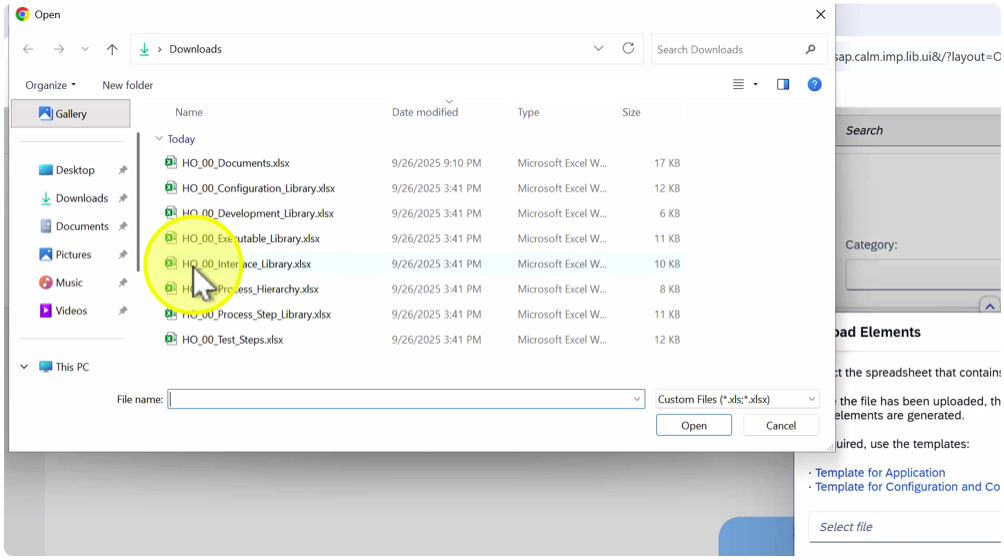 Open
Downloads
Search Downloads
sap.calm.imp.lib.ui&/?layout=O
Organize
New folder
Gallery
Name
Date modified
Type
Size
Search
Today
HO_00_Documents.xlsx 9/26/2025 9:10 PM Microsoft Excel W... 17 KB
Desktop
HO_00_Configuration_Library.xlsx 9/26/2025 3:41 PM Microsoft Excel W... 12 KB
Downloads
HO_00_Development_Library.xlsx 9/26/2025 3:41 PM Microsoft Excel W... 6 KB
Documents
HO_00_Executable_Library.xlsx 9/26/2025 3:41 PM Microsoft Excel W... 11 KB
Category:
Pictures
HO_00_Interface_Library.xlsx 9/26/2025 3:41 PM Microsoft Excel W... 10 KB
Music
HO_00_Process_Hierarchy.xlsx 9/26/2025 3:41 PM Microsoft Excel W... 8 KB
Videos
HO_00_Process_Step_Library.xlsx 9/26/2025 3:41 PM Microsoft Excel W... 11 KB
HO_00_Test_Steps.xlsx 9/26/2025 3:41 PM Microsoft Excel W... 12 KB
This PC
File name:
Custom Files (*.xls;*.xlsx)
Open
Cancel
oad Elements
ct the spreadsheet that contains
the file has been uploaded, th
elements are generated.
uired, use the templates:
· Template for Application
· Template for Configuration and Co
Select file